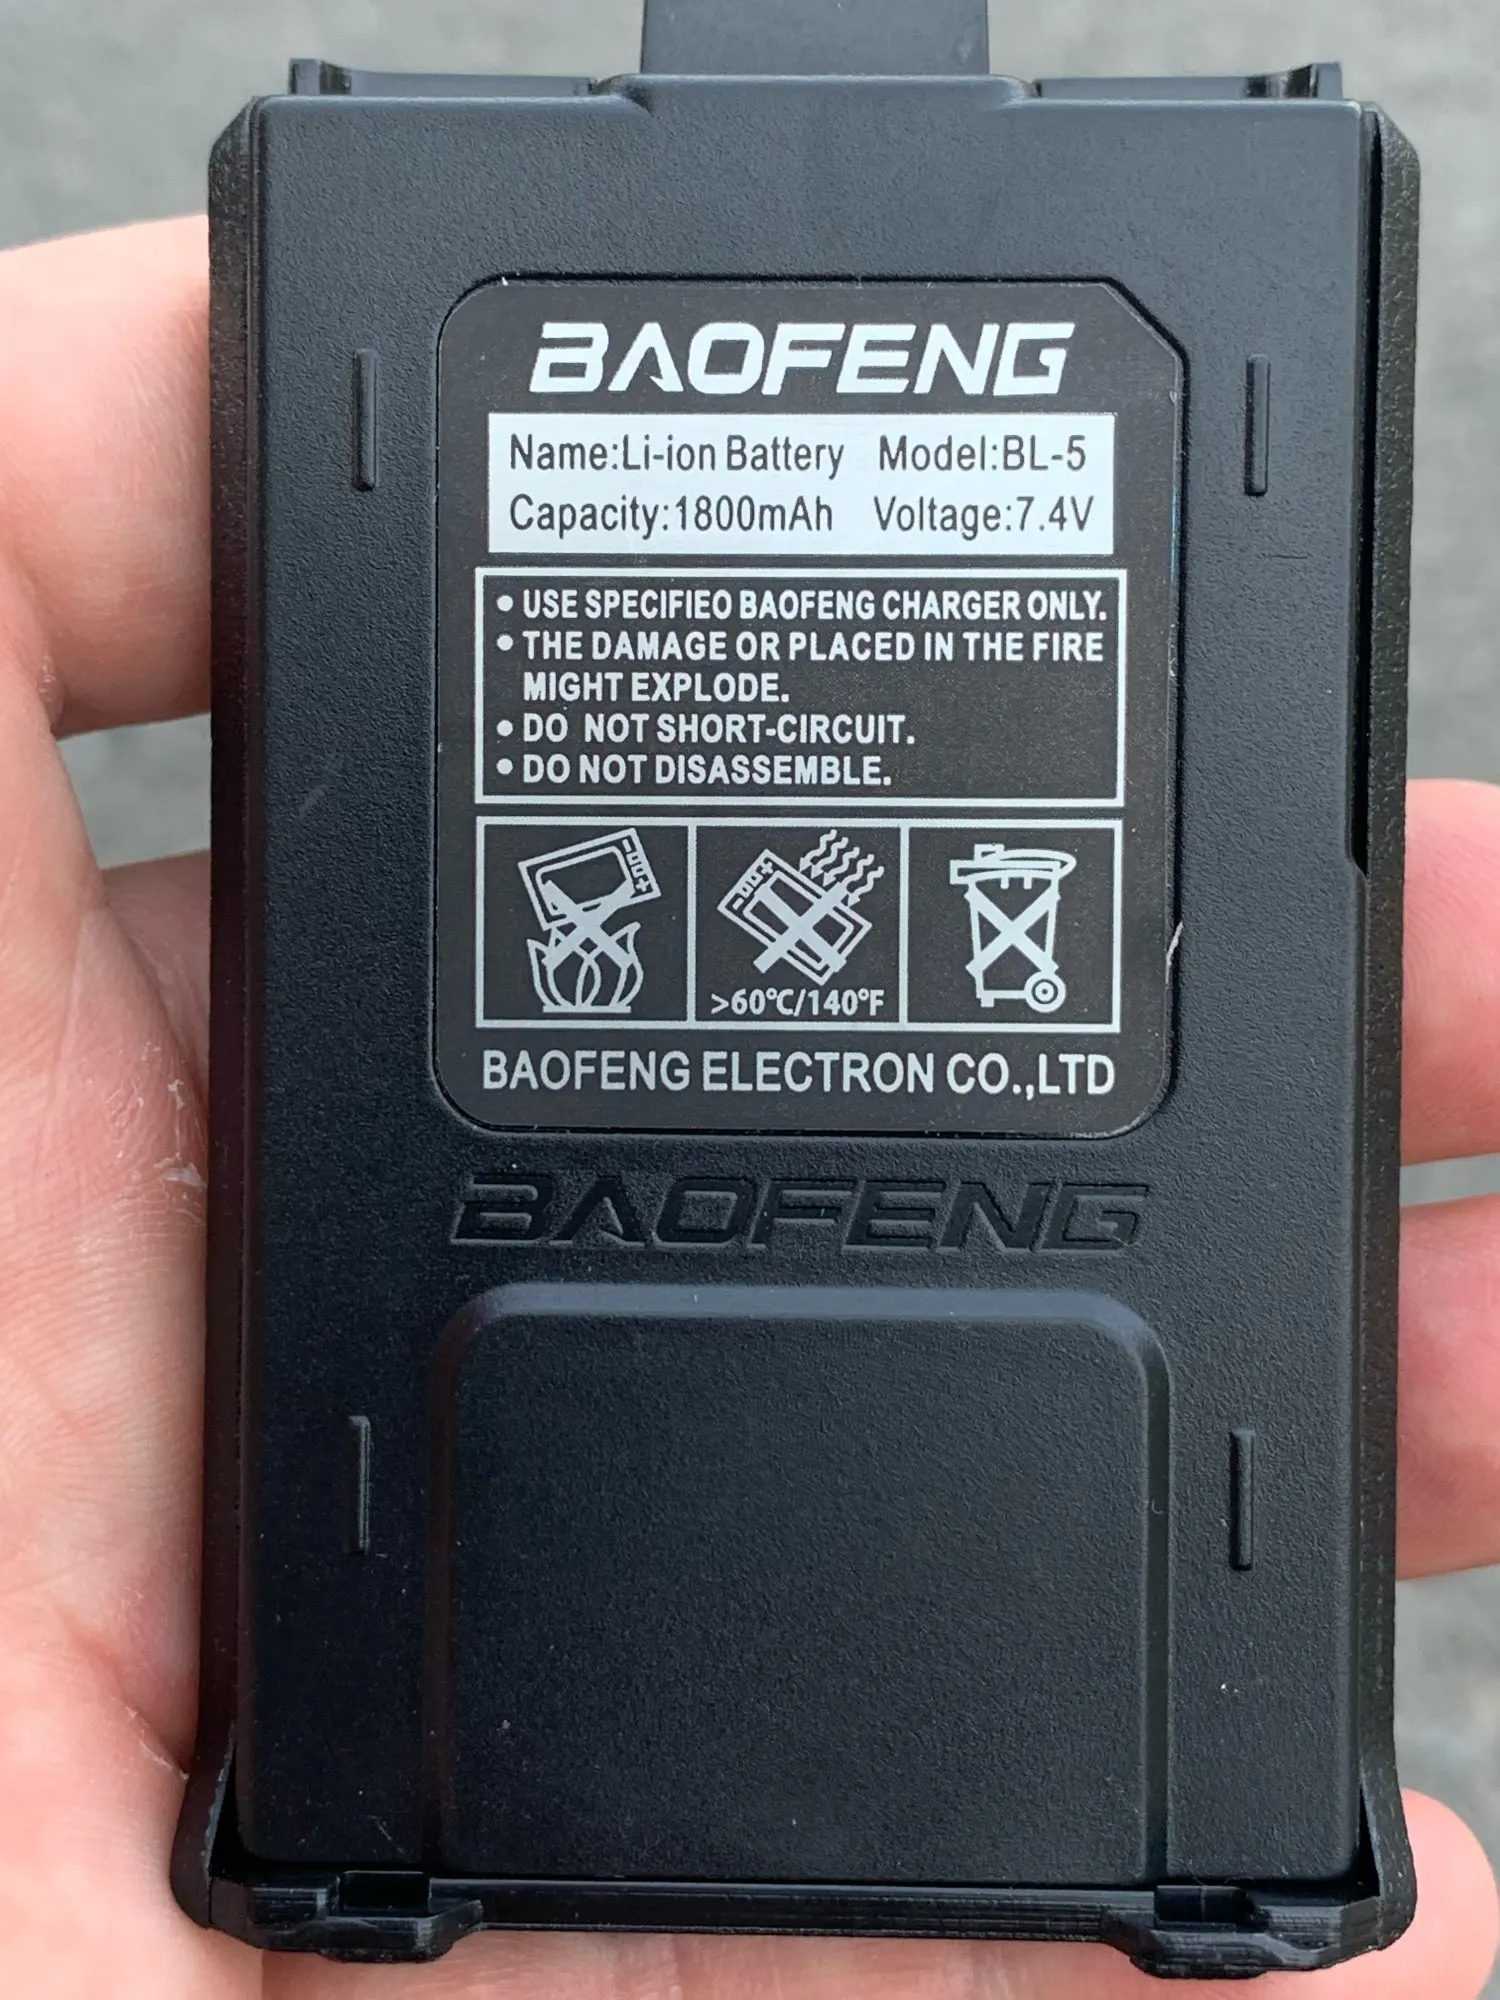 BAOFENG
Name:Li-ion Battery Model:BL-5
Capacity:1800mAh Voltage:7.4V
• USE SPECIFIEO BAOFENG CHARGER ONLY.
• THE DAMAGE OR PLACED IN THE FIRE
MIGHT EXPLODE.
• DO NOT SHORT-CIRCUIT.
• DO NOT DISASSEMBLE.
>60°C/140°F
BAOFENG ELECTRON CO.,LTD
BAOFENG